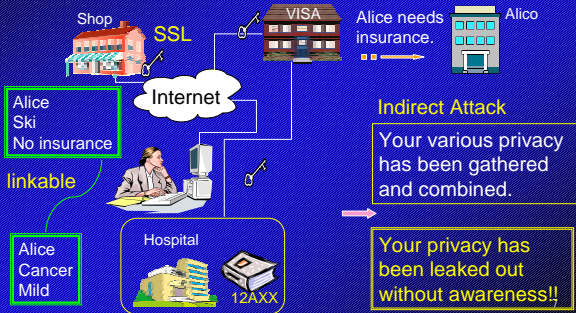 Shop
SSL
VISA
Alice needs
insurance.
Alico
Internet
Alice
Ski
No insurance
linkable
Alice
Cancer
Mild
Hospital
12AXX
Indirect Attack
Your various privacy
has been gathered
and combined.
Your privacy has
been leaked out
without awareness!!